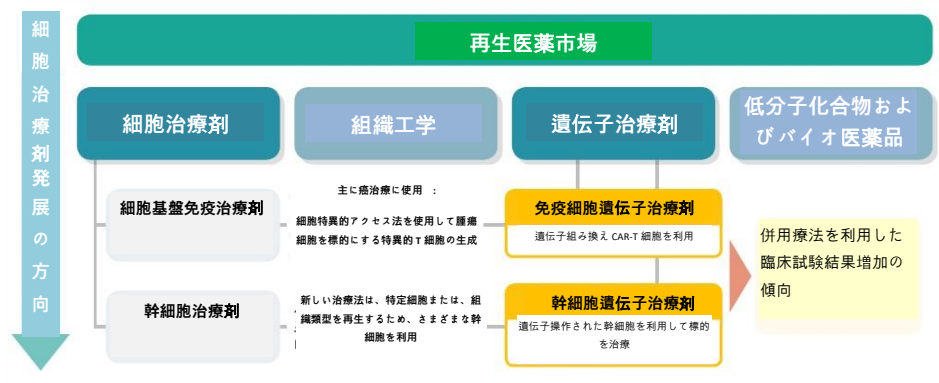 細胞治療剤発展の方向
再生医薬市場
細胞治療剤
組織工学
遺伝子治療剤
低分子化合物およ
びバイオ医薬品
細胞基盤免疫治療剤
主に癌治療に使用 :
細胞特異的アクセス法を使用して腫瘍
細胞を標的にする特異的T細胞の生成
免疫細胞遺伝子治療剤
遺伝子組み換え CAR-T 細胞を利用
幹細胞治療剤
新しい治療法は、特定細胞または、組
織類型を再生するため、さまざまな幹
細胞を利用
幹細胞遺伝子治療剤
遺伝子操作された幹細胞を利用して標的
を治療
併用療法を利用した
臨床試験結果増加の
傾向